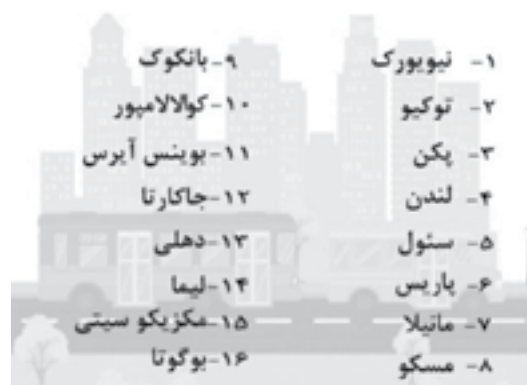 ۱- نیویورک
۲- توکیو
۳- پکن
۴- لندن
۵- سئول
۶- پاریس
۷- مانیلا
۸- مسکو
۹-بانکوک
۱۰-کوالالامپور
۱۱-بوینس آیرس
۱۲-جاکارتا
۱۳-دهلی
۱۴-لیما
۱۵-مکزیکو سیتی
۱۶-بوگوتا